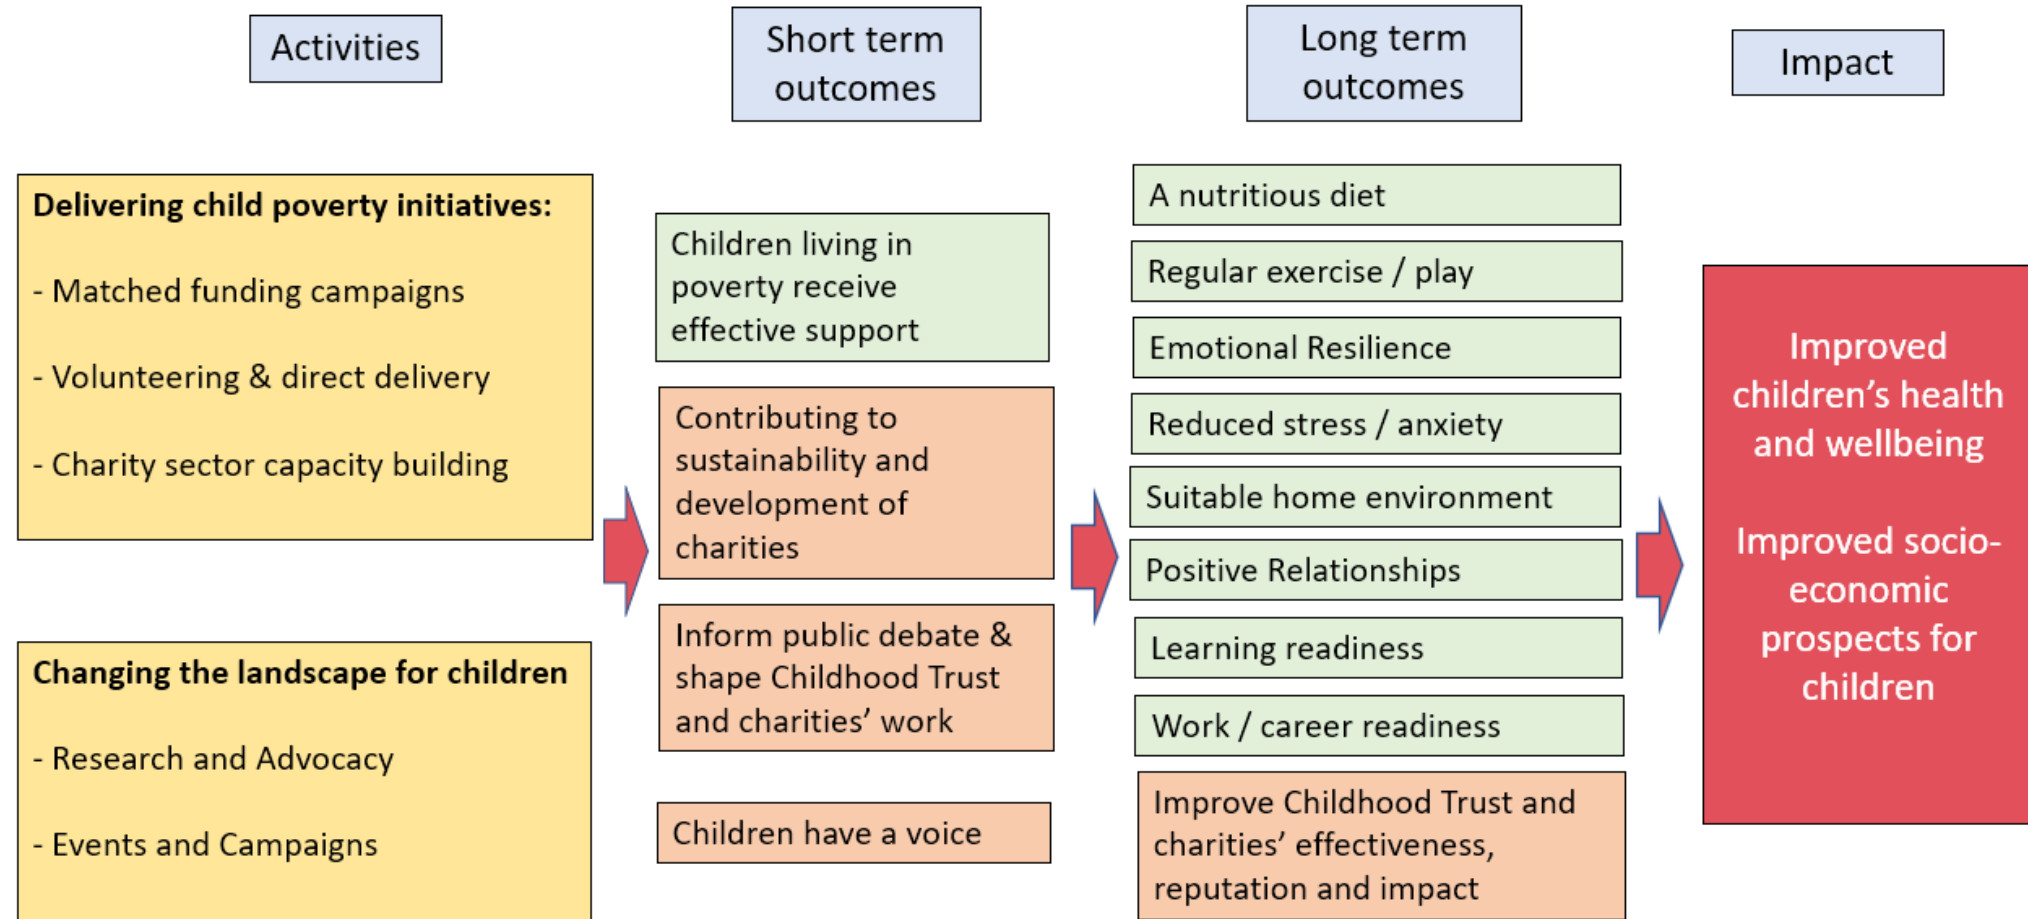 Activities
Short term
outcomes
Long term
outcomes
Impact
Delivering child poverty initiatives:
- Matched funding campaigns
- Volunteering & direct delivery
- Charity sector capacity building
Changing the landscape for children
- Research and Advocacy
- Events and Campaigns
Children living in
poverty receive
effective support
Contributing to
sustainability and
development of
charities
Inform public debate &
shape Childhood Trust
and charities’ work
Children have a voice
A nutritious diet
Regular exercise / play
Emotional Resilience
Reduced stress / anxiety
Suitable home environment
Positive Relationships
Learning readiness
Work / career readiness
Improve Childhood Trust and
charities’ effectiveness,
reputation and impact
Improved
children’s health
and wellbeing
Improved socio-
economic
prospects for
children